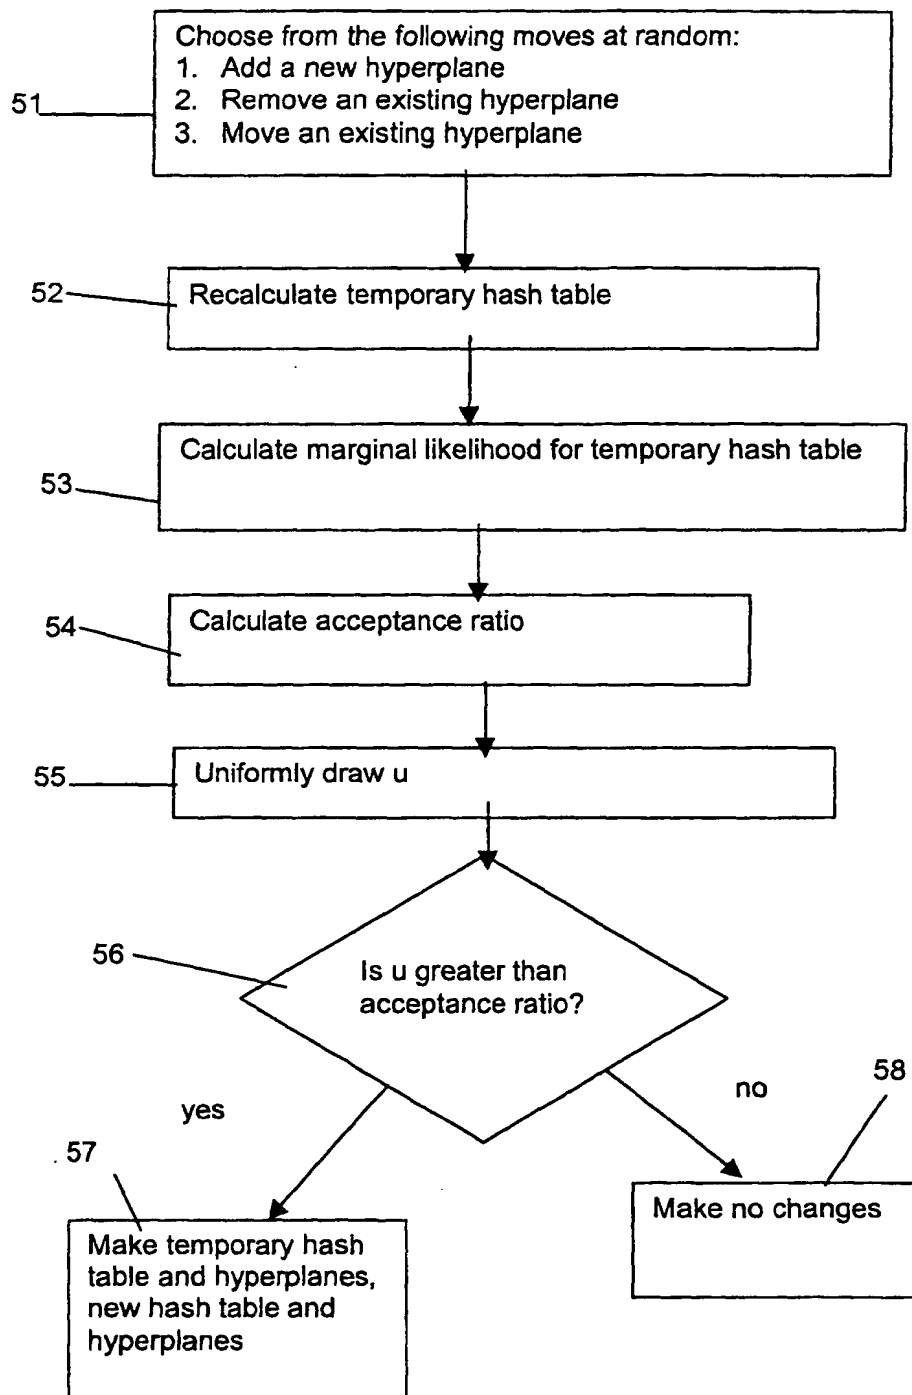 Choose from the following moves at random:
1. Add a new hyperplane
51
2. Remove an existing hyperplane
3. Move an existing hyperplane
52
Recalculate temporary hash table
Calculate marginal likelihood for temporary hash table
53
Calculate acceptance ratio
54
55
Uniformly draw u
56
Is u greater than
acceptance ratio?
yes
no
58
57
Make no changes
Make temporary hash
table and hyperplanes,
new hash table and
hyperplanes